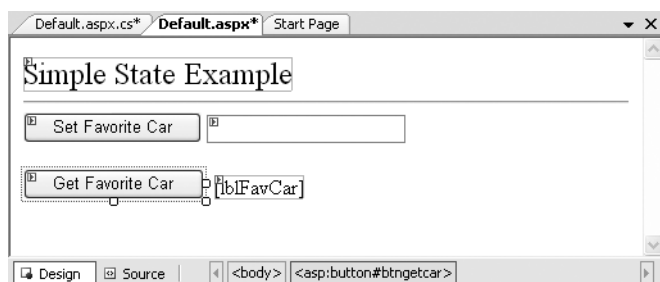 Default.aspx.cs* Default.aspx* Start Page
Simple State Example
Set Favorite Car
Get Favorite Car [lblFavCar]
Design Source <body> <asp:button#btngetcar>